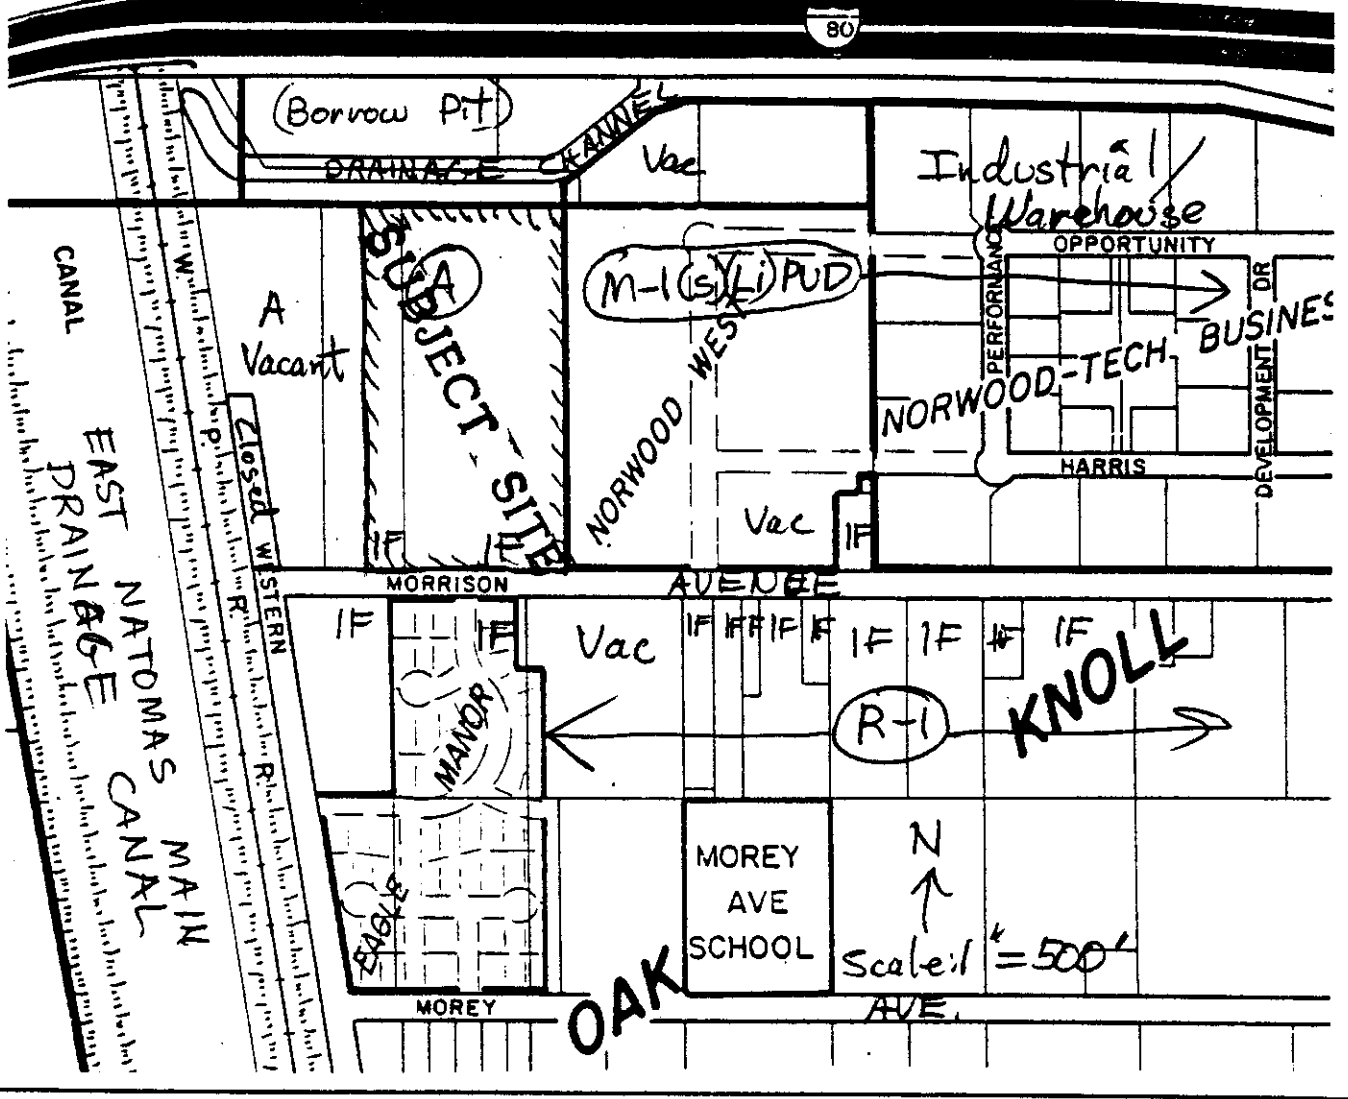 80
(Borrow Pit)
DRAINAGE
Vac
Industrial/
Warehouse
OPPORTUNITY
SUBJECT SITE
A
M-1(s)(Li)PUD
W.
P.
R.
R.
CANAL
A
Vacant
NORWOOD WEST
PERFORMANCE
NORWOOD-TECH BUSINES
DEVELOPMENT DR
HARRIS
Closed
WESTERN
EAST NATOMAS MAIN
DRAINAGE CANAL
1F
1F
Vac
1F
MORRISON
AVENUE
1F
1F
Vac
1F
1F
F
1F
1F
1F
1F
1F
1F
MANOR
R-1
KNOLL
EAGLE
MOREY
AVE
SCHOOL
N
Scale:1"=500'
MOREY
OAK
AVE.